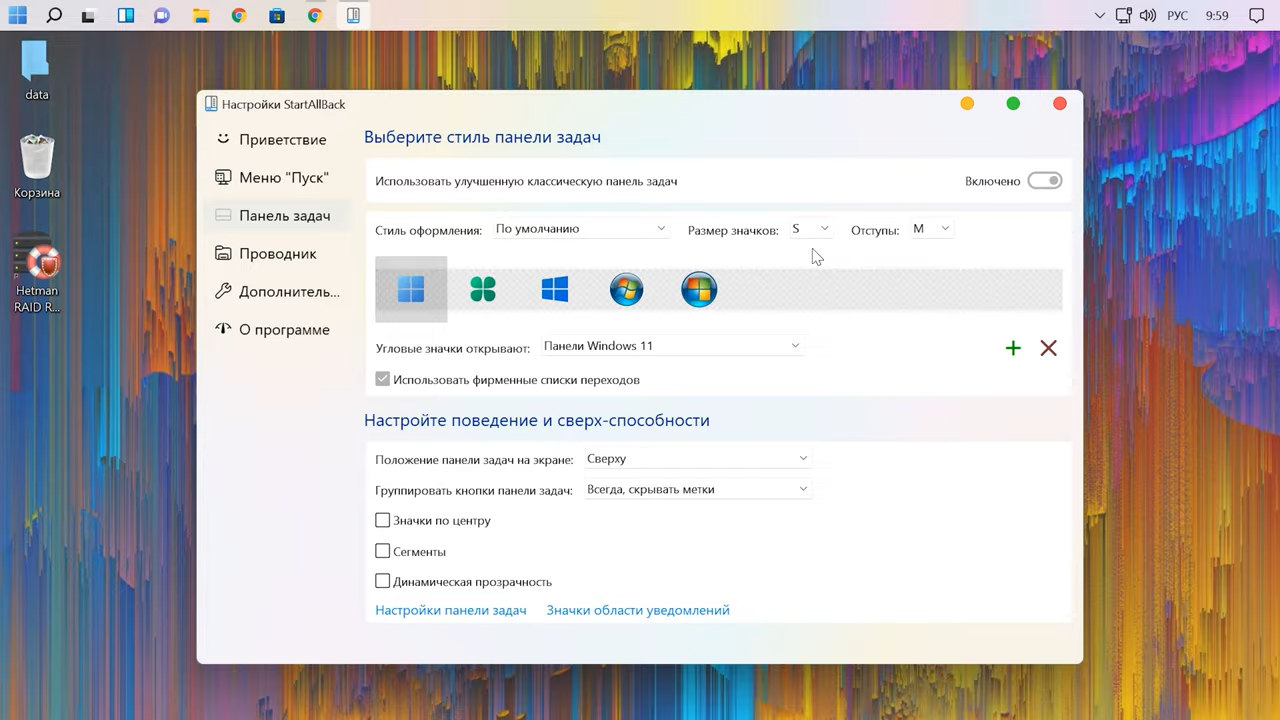 РУС
9:59
data
Корзина
Hetman
RAID R...
Настройки StartAllBack
Приветствие
Меню "Пуск"
Панель задач
Проводник
Дополнитель...
О программе
Выберите стиль панели задач
Использовать улучшенную классическую панель задач
Включено
Стиль оформления: По умолчанию Размер значков: S Отступы: M
Угловые значки открывают: Панели Windows 11
Использовать фирменные списки переходов
Настройте поведение и сверх-способности
Положение панели задач на экране: Сверху
Группировать кнопки панели задач: Всегда, скрывать метки
Значки по центру
Сегменты
Динамическая прозрачность
Настройки панели задач Значки области уведомлений